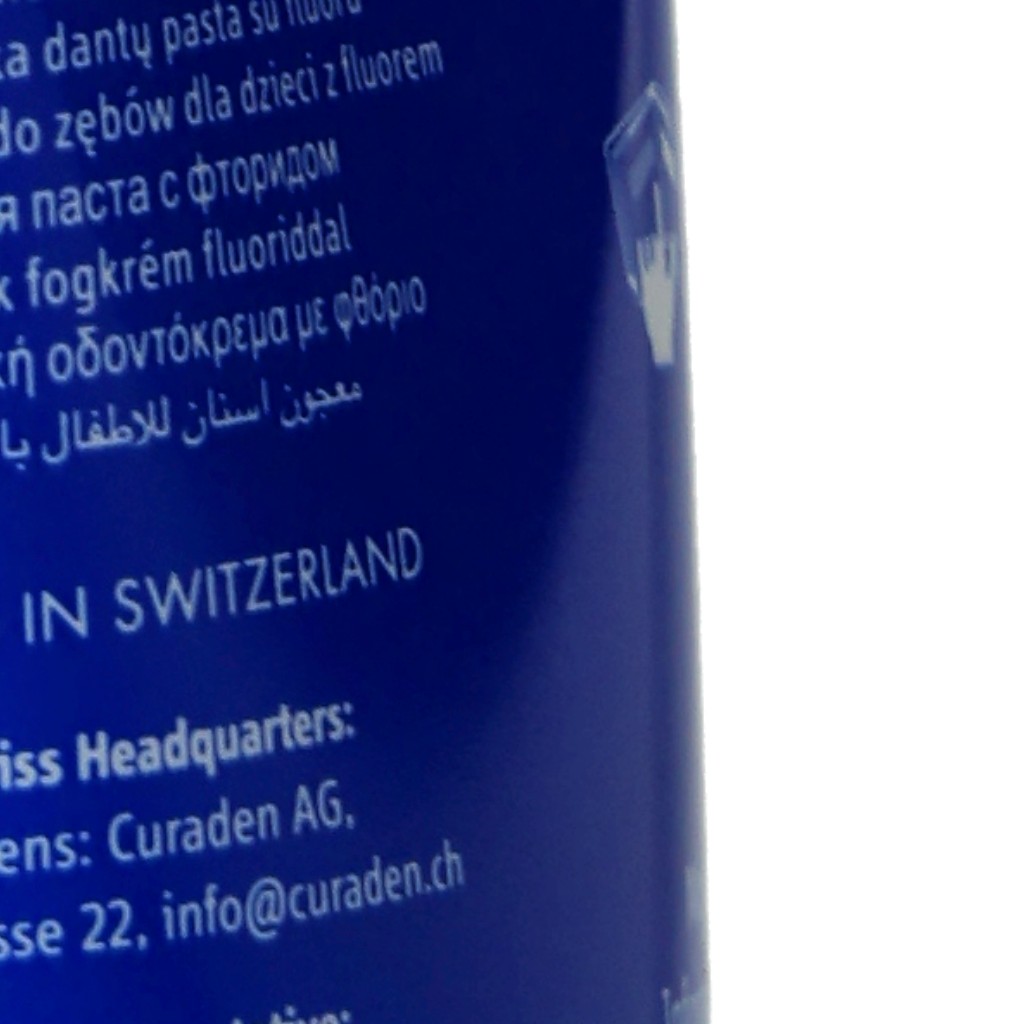 dantų pasta su fluoru
do zębów dla dzieci z fluorem
я паста с фторидом
k fogkrém fluoriddal
κή οδοντόκρεμα με φθόριο
معجون اسنان للاطفال با
IN SWITZERLAND
iss Headquarters:
ens: Curaden AG,
sse 22, info@curaden.ch